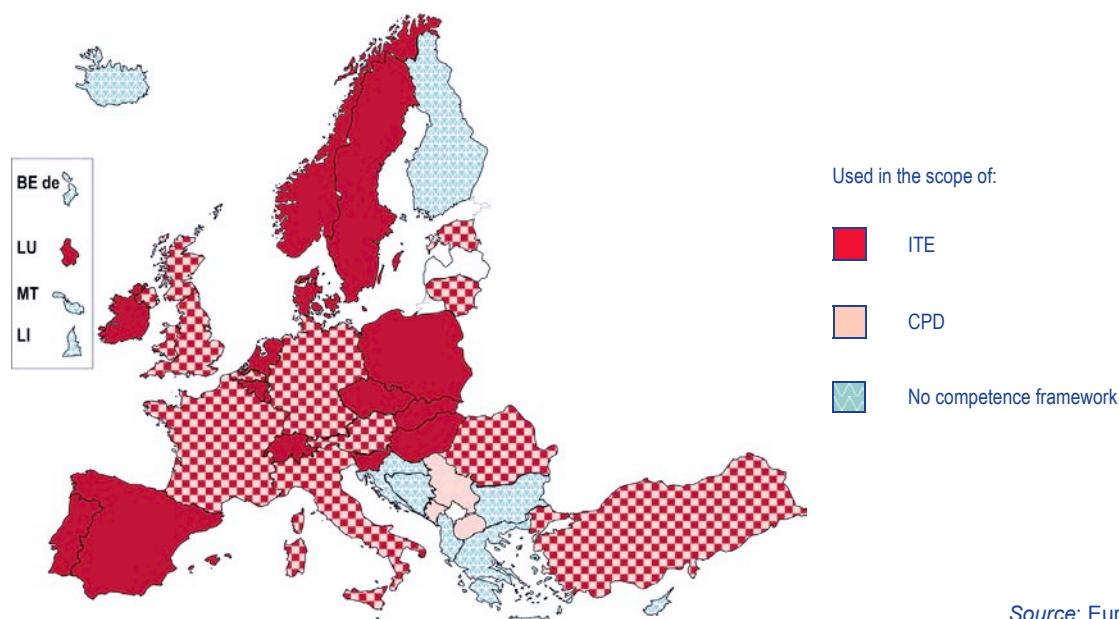 BE de
LU
MT
LI
Used in the scope of:
ITE
CPD
No competence framework
Source: Eur